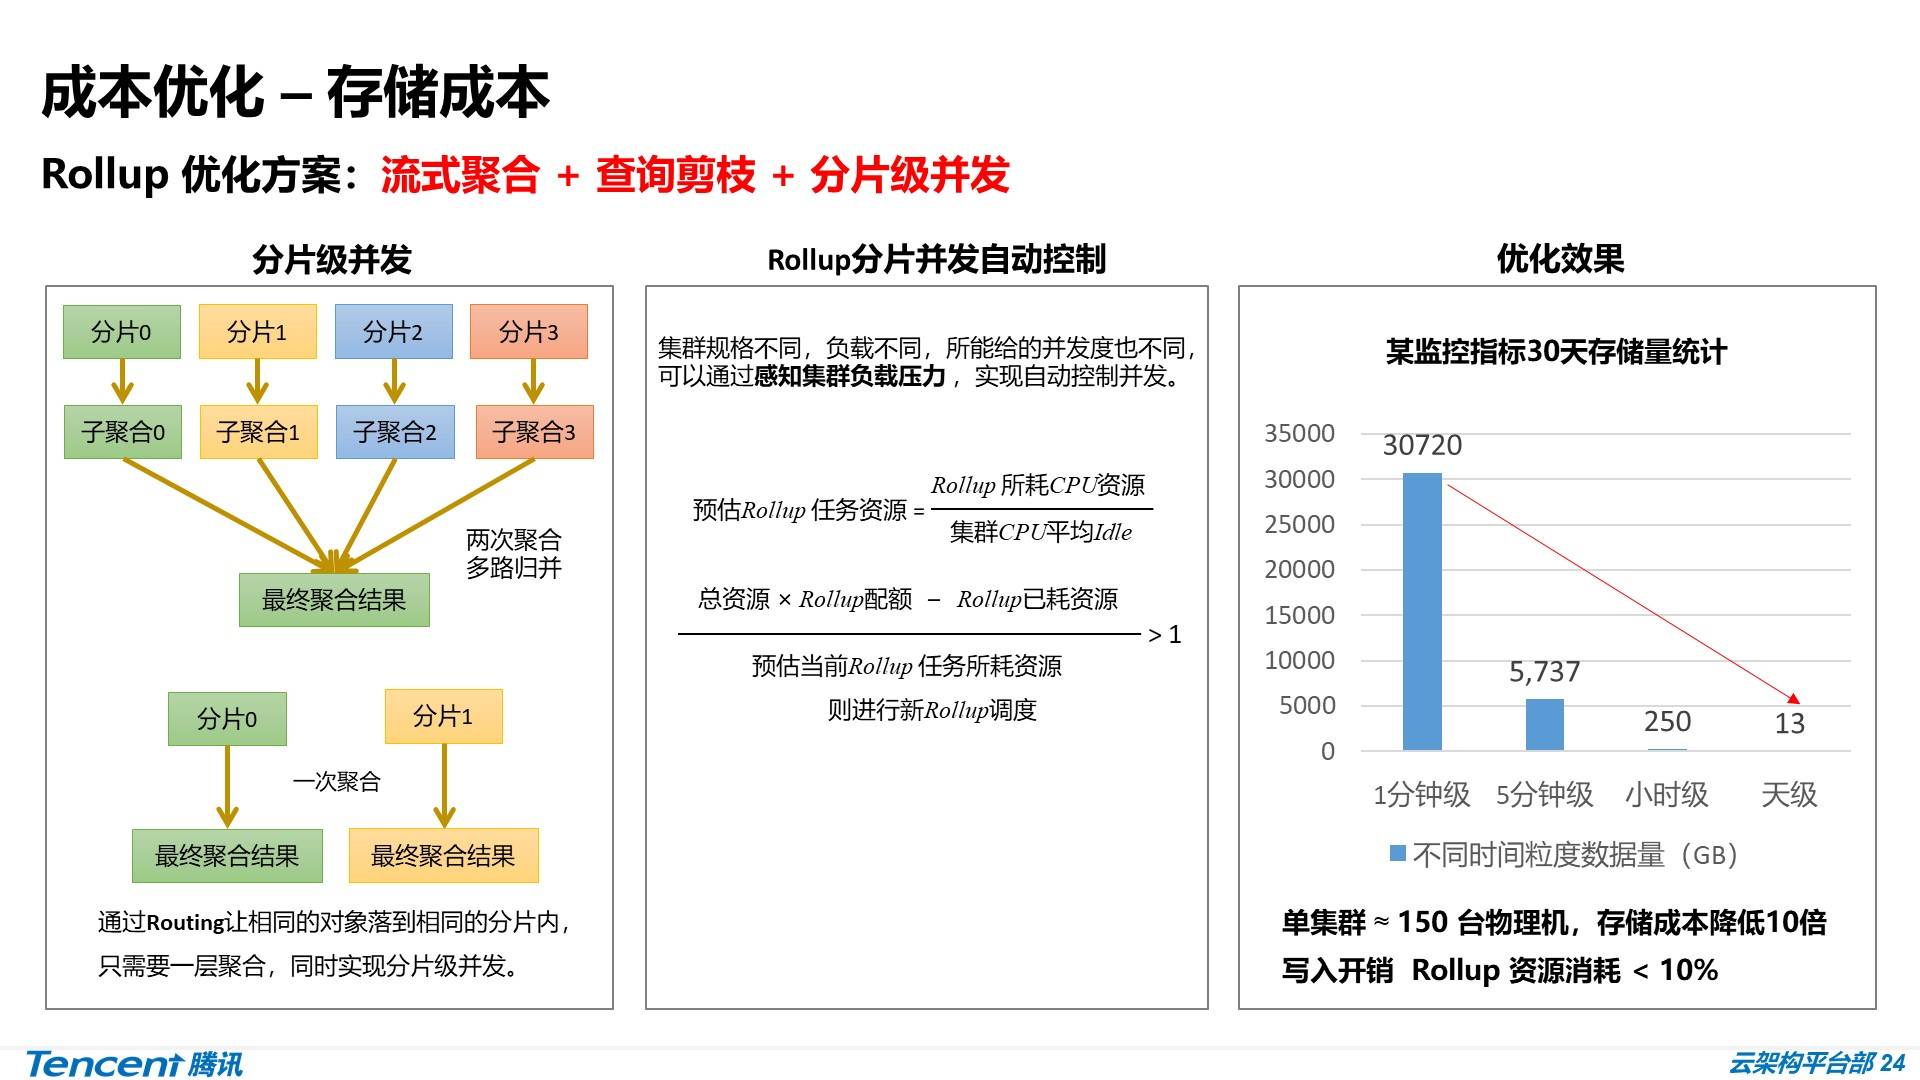 成本优化 – 存储成本
Rollup 优化方案：流式聚合 + 查询剪枝 + 分片级并发
分片级并发
分片0
分片1
分片2
分片3
子聚合0
子聚合1
子聚合2
子聚合3
两次聚合
多路归并
最终聚合结果
分片0
分片1
一次聚合
最终聚合结果
最终聚合结果
通过Routing让相同的对象落到相同的分片内，
只需要一层聚合，同时实现分片级并发。
Rollup分片并发自动控制
集群规格不同，负载不同，所能给的并发度也不同，
可以通过感知集群负载压力，实现自动控制并发。
Rollup 所耗CPU资源
预估Rollup 任务资源 =
集群CPU平均Idle
总资源 × Rollup配额 – Rollup已耗资源
> 1
预估当前Rollup 任务所耗资源
则进行新Rollup调度
优化效果
某监控指标30天存储量统计
35000
30000
25000
20000
15000
10000
5000
0
30720
5,737
250
13
1分钟级 5分钟级 小时级 天级
不同时间粒度数据量（GB）
单集群 ≈ 150 台物理机，存储成本降低10倍
写入开销 Rollup 资源消耗 < 10%
Tencent 腾讯
云架构平台部 24